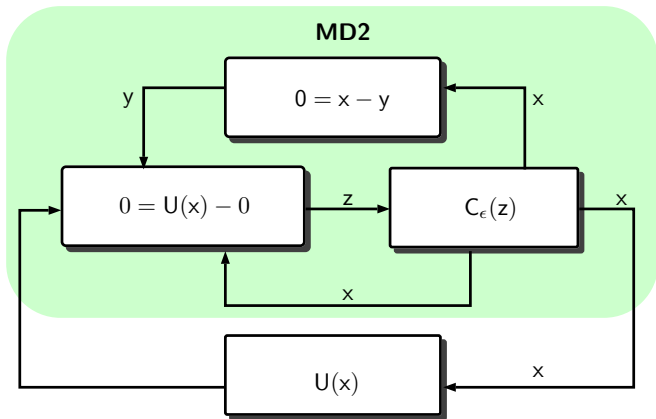 MD2
0 = x − y
y
x
0 = U(x) − 0
z
C_ϵ(z)
x
x
U(x)
x